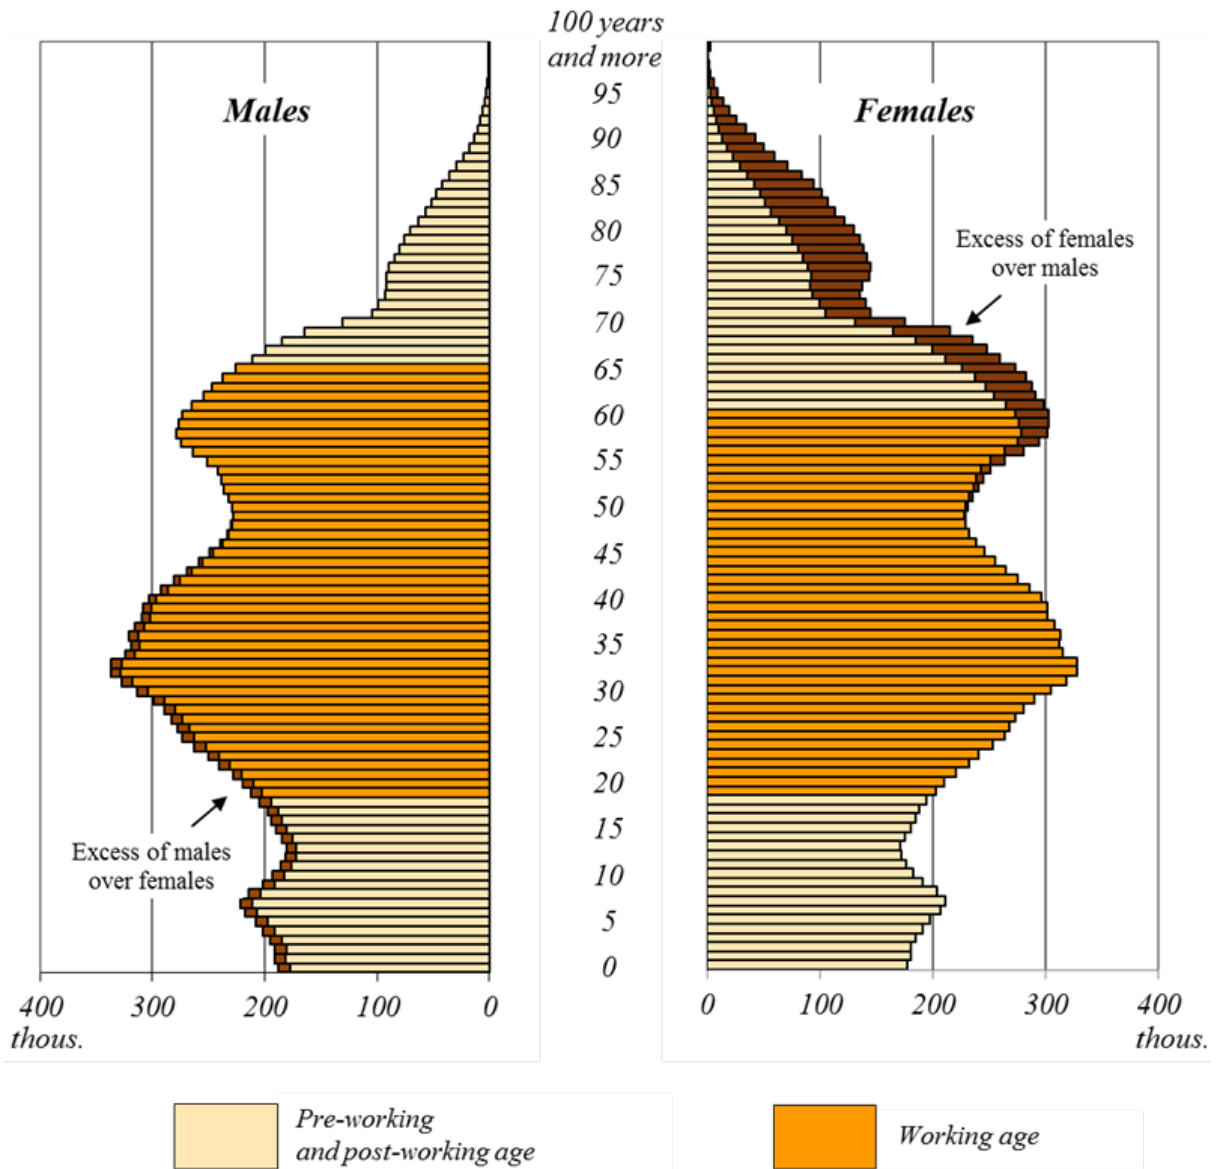 100 years
and more
Males
Females
95
90
85
80
75
70
65
60
55
50
45
40
35
30
25
20
15
10
5
0
Excess of females
over males
Excess of males
over females
400
300
200
100
0
thous.
0
100
200
300
400
thous.
Pre-working
and post-working age
Working age